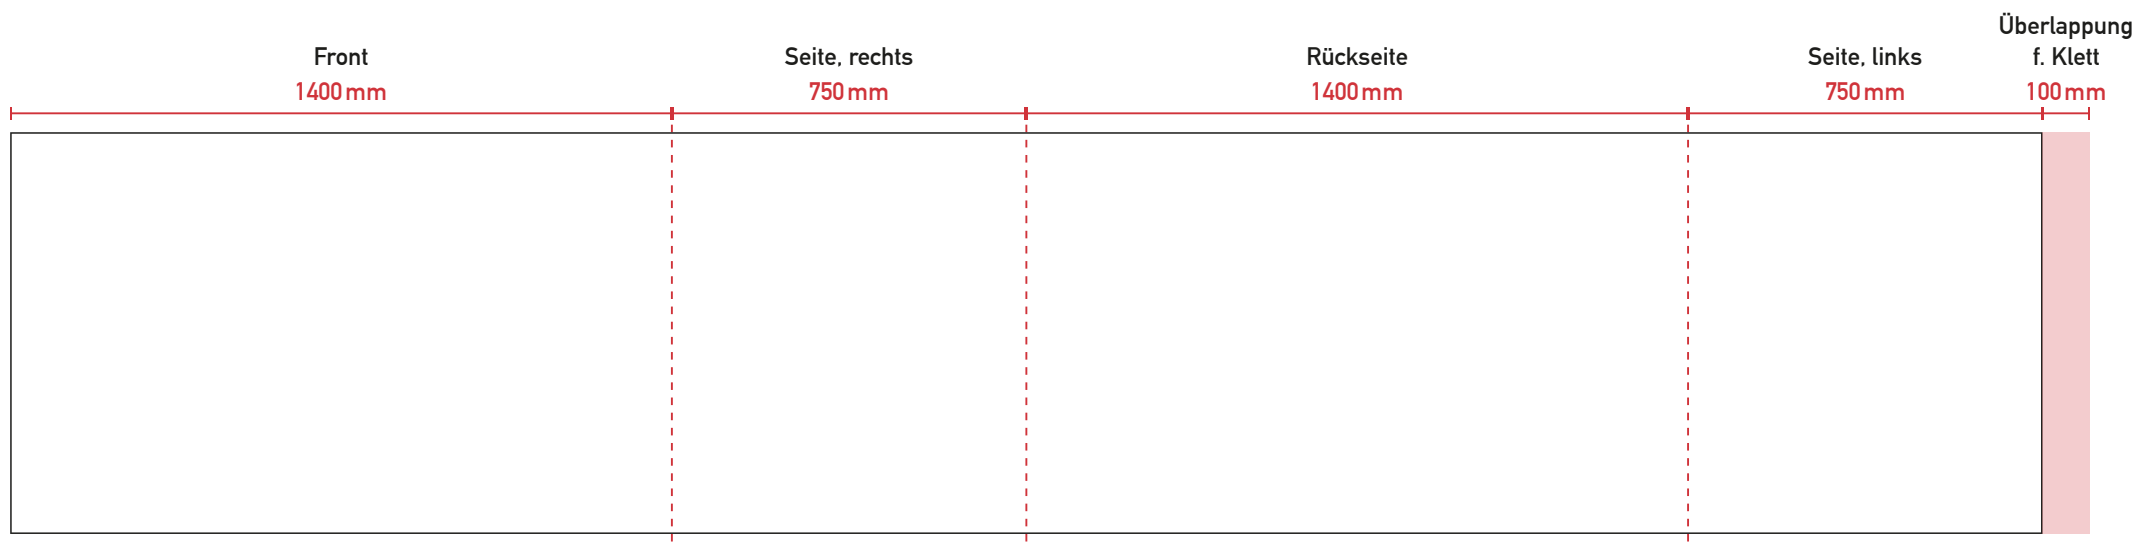 Front
1400 mm
Seite, rechts
750 mm
Rückseite
1400 mm
Seite, links
750 mm
Überlappung
f. Klett
100 mm